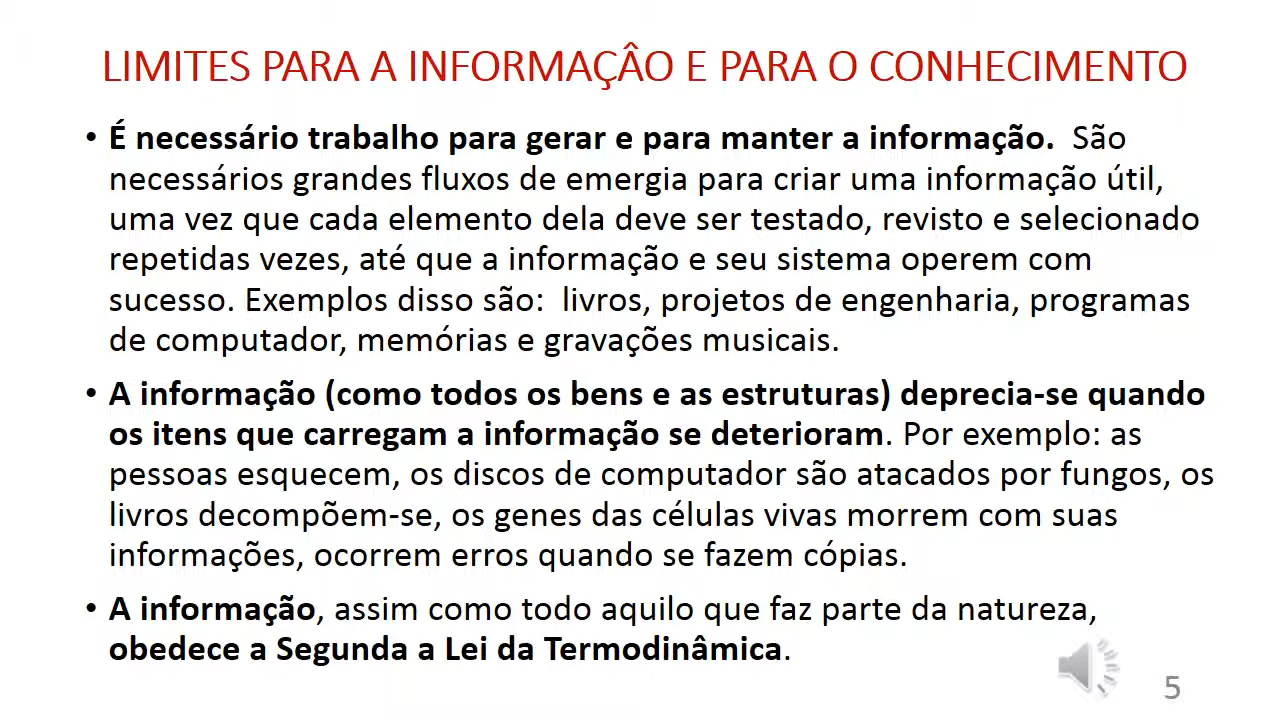 LIMITES PARA A INFORMAÇÂO E PARA O CONHECIMENTO
• É necessário trabalho para gerar e para manter a informação. São
necessários grandes fluxos de emergia para criar uma informação útil,
uma vez que cada elemento dela deve ser testado, revisto e selecionado
repetidas vezes, até que a informação e seu sistema operem com
sucesso. Exemplos disso são: livros, projetos de engenharia, programas
de computador, memórias e gravações musicais.
• A informação (como todos os bens e as estruturas) deprecia-se quando
os itens que carregam a informação se deterioram. Por exemplo: as
pessoas esquecem, os discos de computador são atacados por fungos, os
livros decompõem-se, os genes das células vivas morrem com suas
informações, ocorrem erros quando se fazem cópias.
• A informação, assim como todo aquilo que faz parte da natureza,
obedece a Segunda a Lei da Termodinâmica.
5